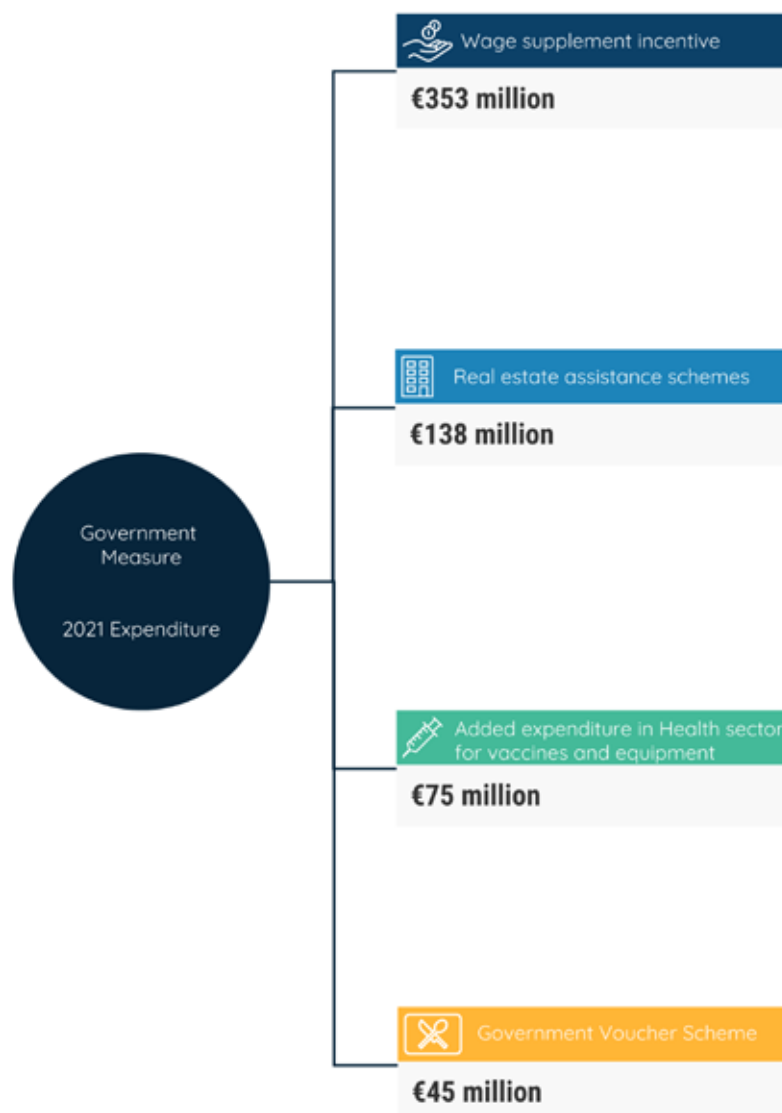 Wage supplement incentive
€353 million
Real estate assistance schemes
€138 million
Government
Measure
2021 Expenditure
Added expenditure in Health sector
for vaccines and equipment
€75 million
Government Voucher Scheme
€45 million